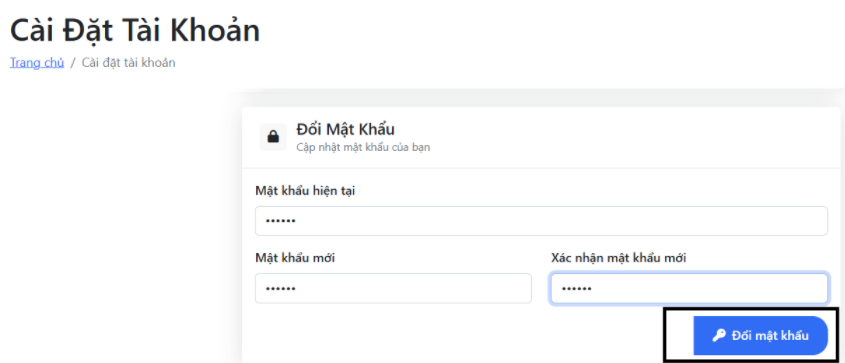 Cài Đặt Tài Khoản
Trang chủ / Cài đặt tài khoản
Đổi Mật Khẩu
Cập nhật mật khẩu của bạn
Mật khẩu hiện tại
••••••
Mật khẩu mới
Xác nhận mật khẩu mới
••••••
••••••
Đổi mật khẩu